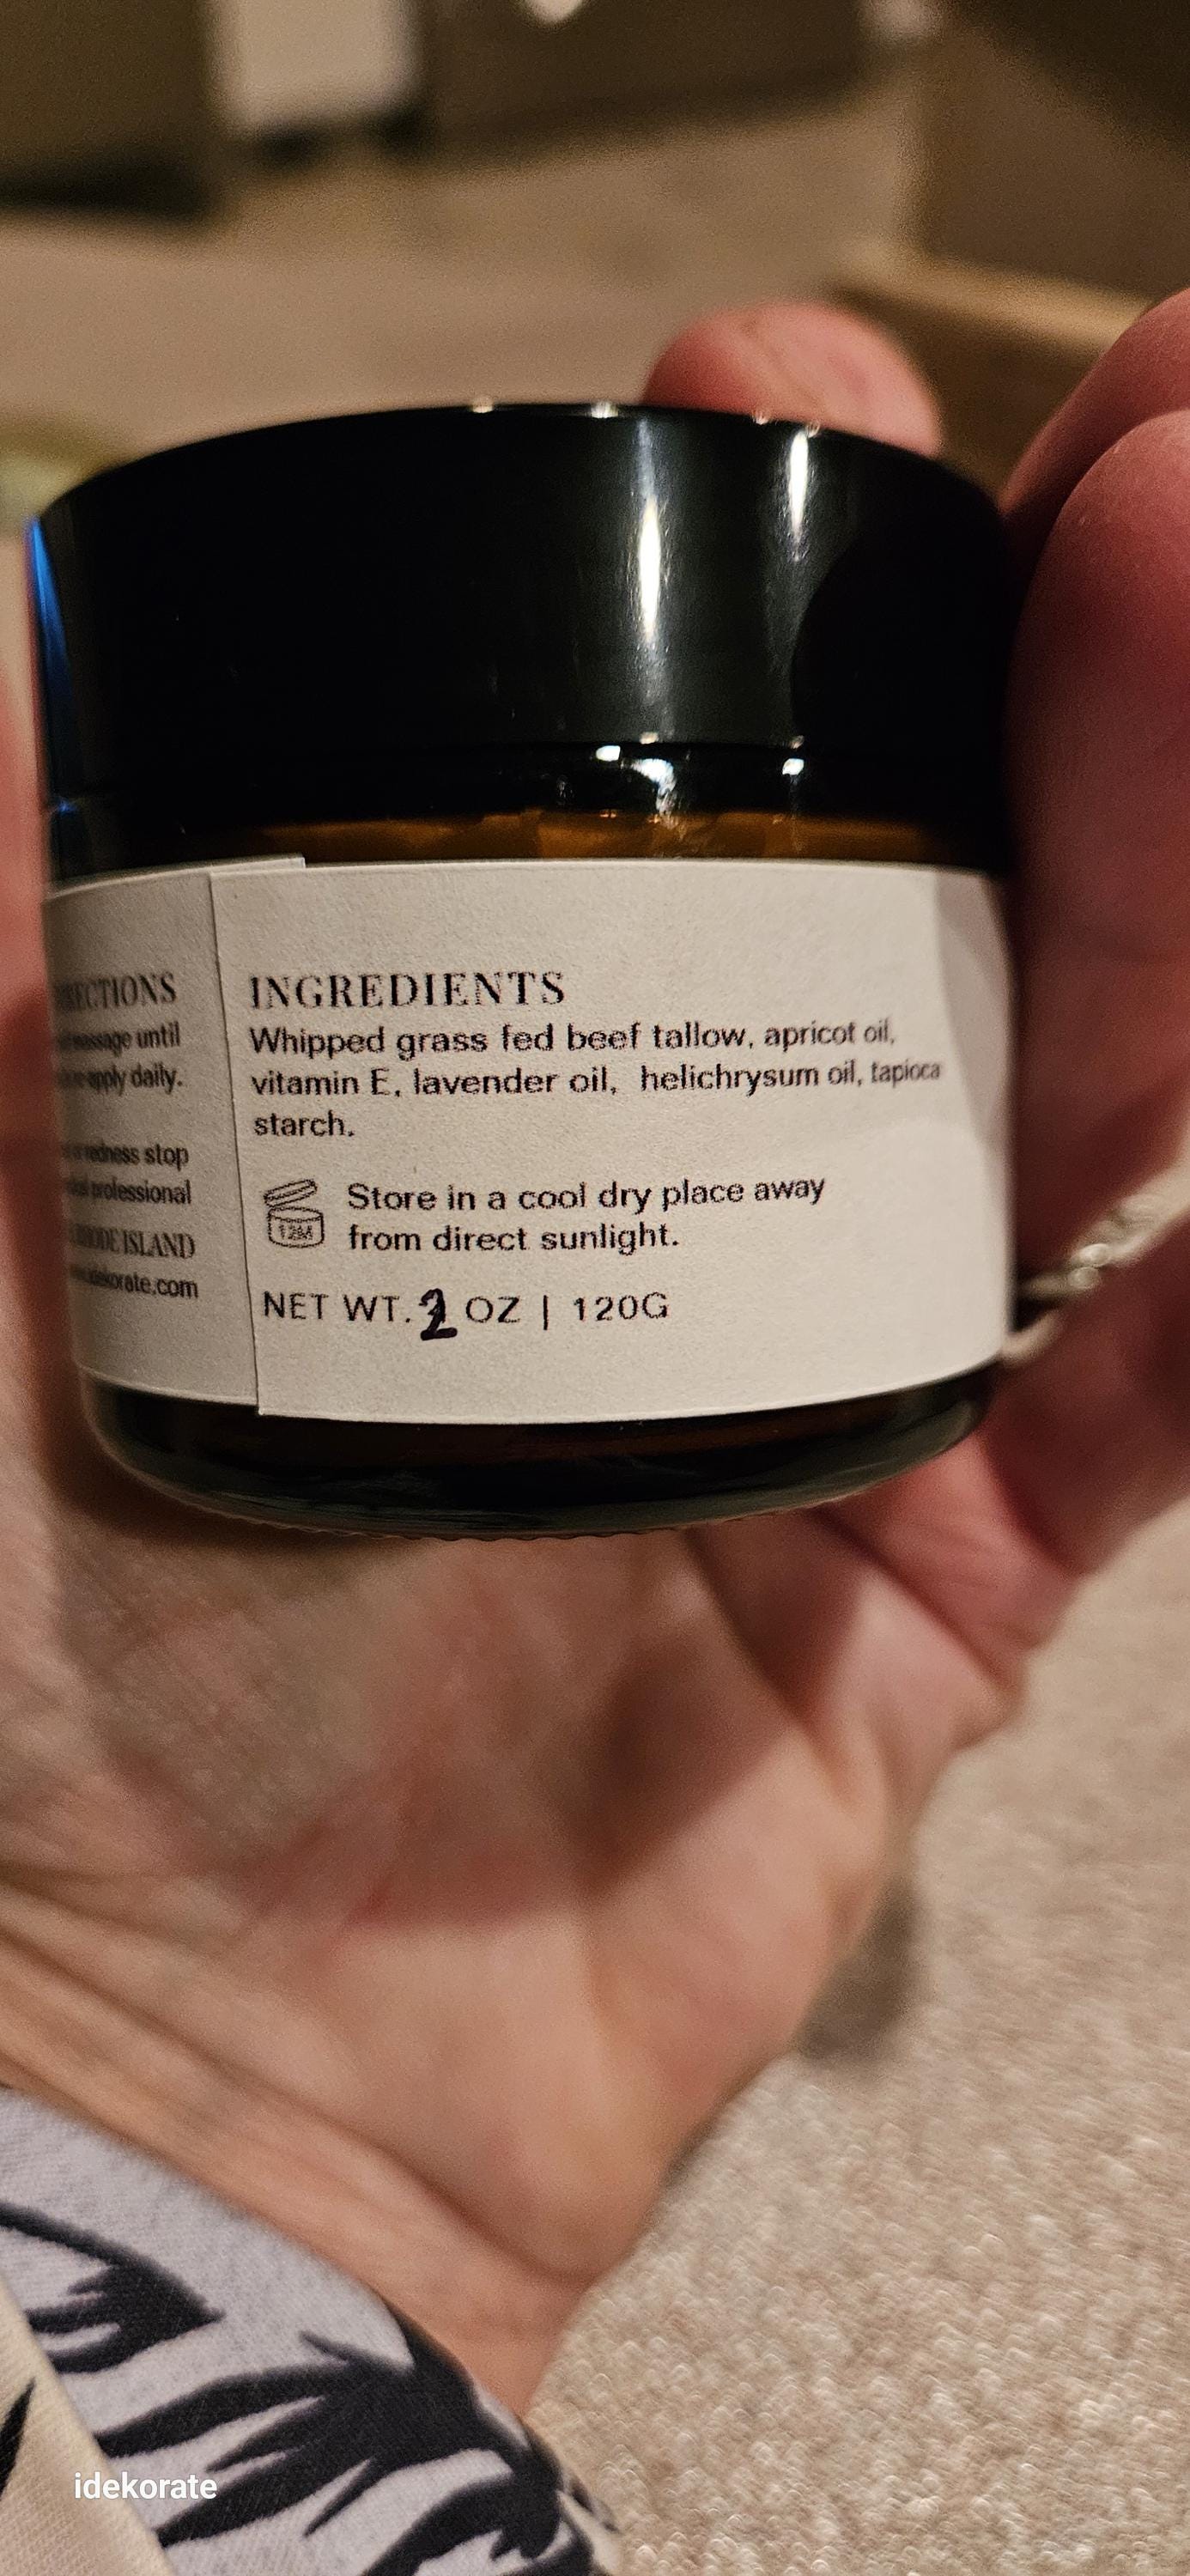 RECTIONS
massage until
apply daily.
redness stop
professional
RHODE ISLAND
idekorate.com
INGREDIENTS
Whipped grass fed beef tallow, apricot oil,
vitamin E, lavender oil, helichrysum oil, tapioca
starch.
12M
Store in a cool dry place away
from direct sunlight.
NET WT. 2 OZ | 120G
idekorate